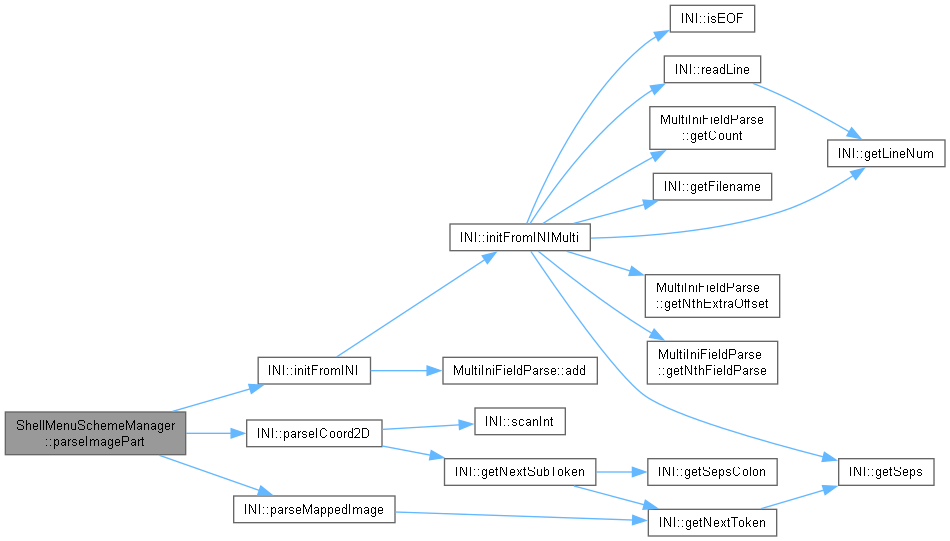 INI::isEOF
INI::readLine
MultiIniFieldParse
::getCount
INI::getLineNum
INI::getFilename
INI::initFromINIMulti
MultiIniFieldParse
::getNthExtraOffset
MultiIniFieldParse
::getNthFieldParse
INI::initFromINI
MultiIniFieldParse::add
ShellMenuSchemeManager
::parseImagePart
INI::scanInt
INI::parseICoord2D
INI::getNextSubToken
INI::getSepsColon
INI::getSeps
INI::parseMappedImage
INI::getNextToken